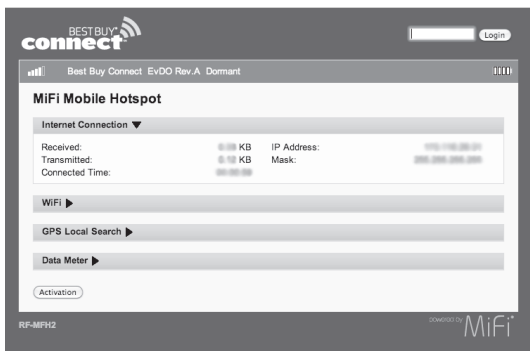 BEST BUY
connect
Login
Best Buy Connect EvDO Rev.A Dormant
MiFi Mobile Hotspot
Internet Connection ▼
Received: KB IP Address:
Transmitted: KB Mask:
Connected Time:
WiFi ▶
GPS Local Search ▶
Data Meter ▶
Activation
RF-MFH2 powered by MiFi